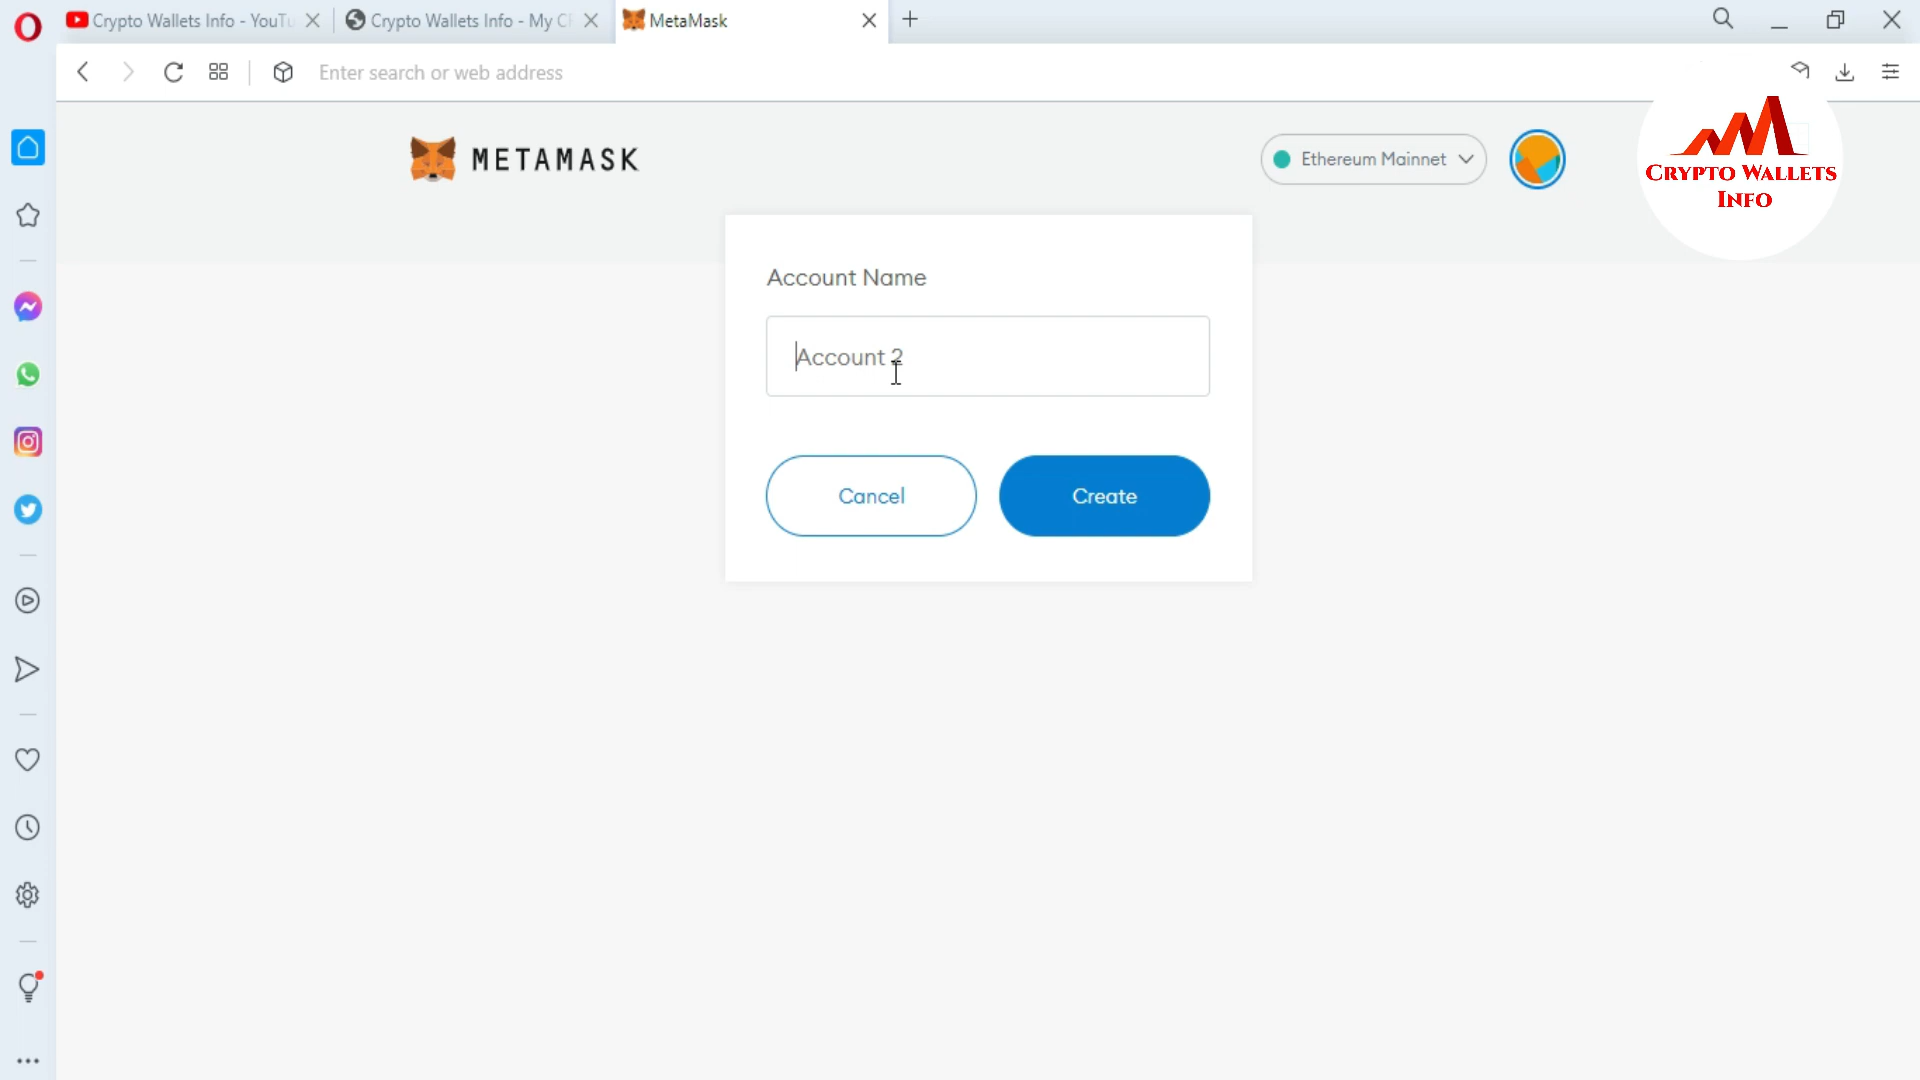 Crypto Wallets Info - YouTu
Crypto Wallets Info - My Cr
MetaMask
Enter search or web address
METAMASK
Ethereum Mainnet
CRYPTO WALLETS
INFO
Account Name
Account 2
Cancel
Create